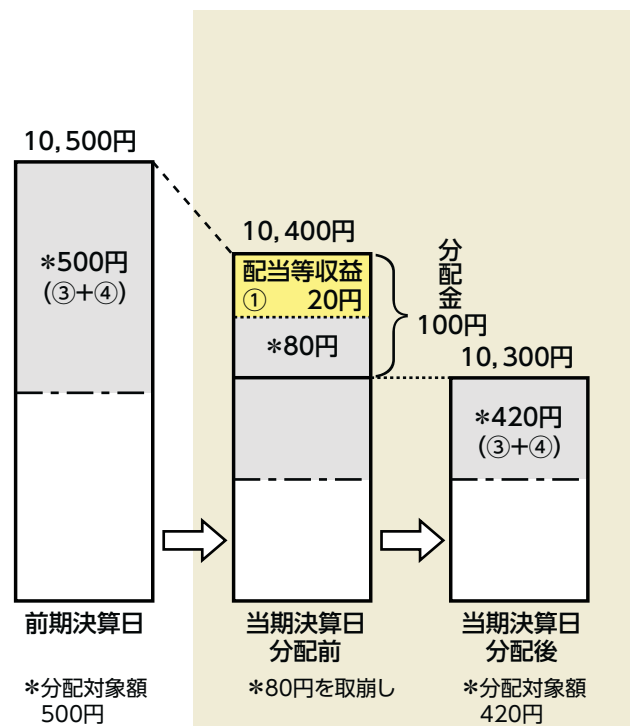 10,500円
*500円
(③+④)
前期決算日
*分配対象額
500円
10,400円
配当等収益
① 20円
*80円
分配金
100円
当期決算日
分配前
*80円を取崩し
10,300円
*420円
(③+④)
当期決算日
分配後
*分配対象額
420円